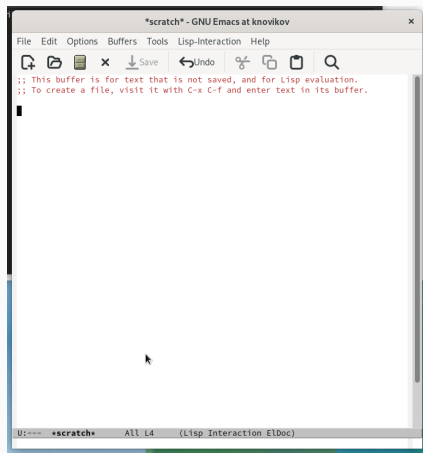 *scratch* - GNU Emacs at knovikov
File Edit Options Buffers Tools Lisp-Interaction Help
Save Undo
;; This buffer is for text that is not saved, and for Lisp evaluation.
;; To create a file, visit it with C-x C-f and enter text in its buffer.
U:--- *scratch* All L4 (Lisp Interaction ElDoc)